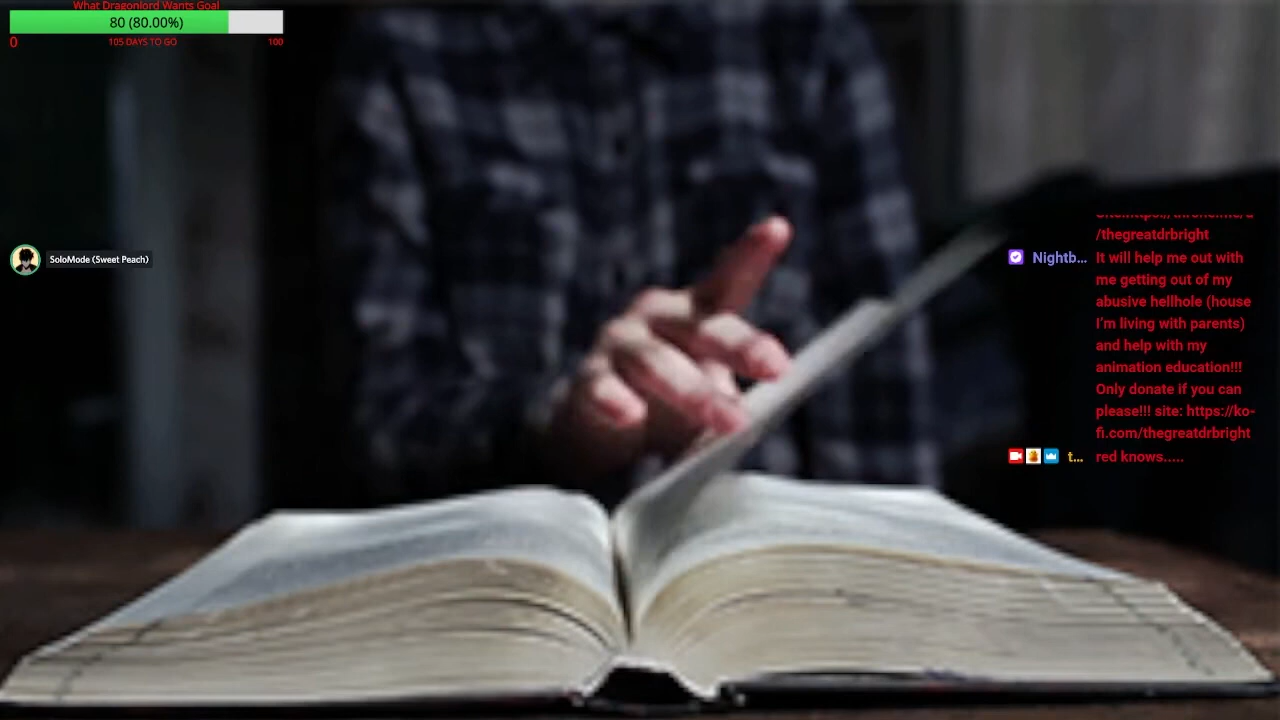 What Dragonlord Wants Goal
80 (80.00%)
0
105 DAYS TO GO
100
SoloMode (Sweet Peach)
/thegreatdrbright
Nightb... It will help me out with
me getting out of my
abusive hellhole (house
I'm living with parents)
and help with my
animation education!!!
Only donate if you can
please!!! site: https://ko-
fi.com/thegreatdrbright
t... red knows.....